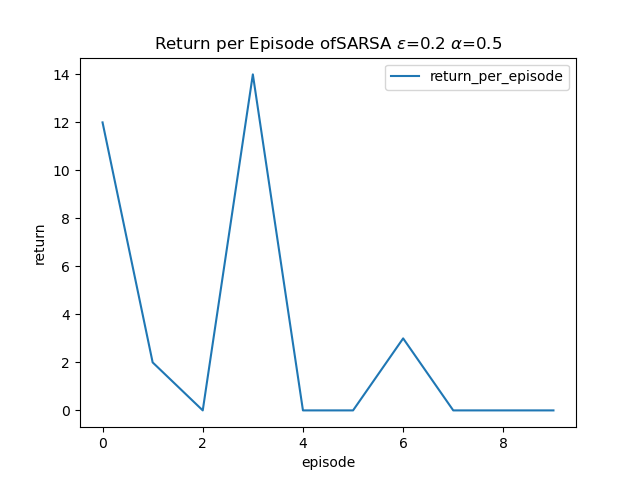 Return per Episode ofSARSA ε=0.2 α=0.5
return_per_episode
14
12
10
8
6
4
2
0
return
0 2 4 6 8
episode